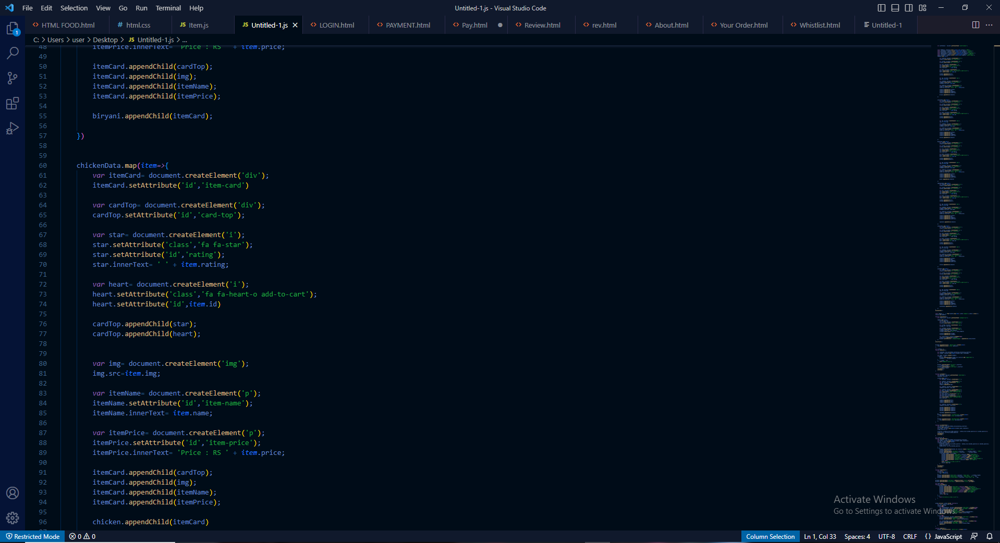 File Edit Selection View Go Run Terminal Help
Untitled-1.js - Visual Studio Code
HTML FOOD.html
# html.css
JS Item.js
JS Untitled-1.js
LOGIN.html
PAYMENT.html
Pay.html
Review.html
rev.html
About.html
Your Order.html
Whistlist.html
Untitled-1
1
C: > Users > user > Desktop > JS Untitled-1.js > ...
48 itemPrice.innerText= 'Price : RS ' + item.price;
49
50 itemCard.appendChild(cardTop);
51 itemCard.appendChild(img);
52 itemCard.appendChild(itemName);
53 itemCard.appendChild(itemPrice);
54
55 biryani.appendChild(itemCard);
56
57 })
58
59
60 chickenData.map(item=>{
61 var itemCard= document.createElement('div');
62 itemCard.setAttribute('id','item-card')
63
64 var cardTop= document.createElement('div');
65 cardTop.setAttribute('id','card-top');
66
67 var star= document.createElement('i');
68 star.setAttribute('class','fa fa-star');
69 star.setAttribute('id','rating');
70 star.innerText= ' ' + item.rating;
71
72 var heart= document.createElement('i');
73 heart.setAttribute('class','fa fa-heart-o add-to-cart');
74 heart.setAttribute('id',item.id)
75
76 cardTop.appendChild(star);
77 cardTop.appendChild(heart);
78
79
80 var img= document.createElement('img');
81 img.src=item.img;
82
83 var itemName= document.createElement('p');
84 itemName.setAttribute('id','item-name');
85 itemName.innerText= item.name;
86
87 var itemPrice= document.createElement('p');
88 itemPrice.setAttribute('id','item-price');
89 itemPrice.innerText= 'Price : RS ' + item.price;
90
91 itemCard.appendChild(cardTop);
92 itemCard.appendChild(img);
93 itemCard.appendChild(itemName);
94 itemCard.appendChild(itemPrice);
95
96 chicken.appendChild(itemCard)
Activate Windows
Go to Settings to activate Windows.
Restricted Mode 0 0
Column Selection Ln 1, Col 33 Spaces: 4 UTF-8 CRLF {} JavaScript